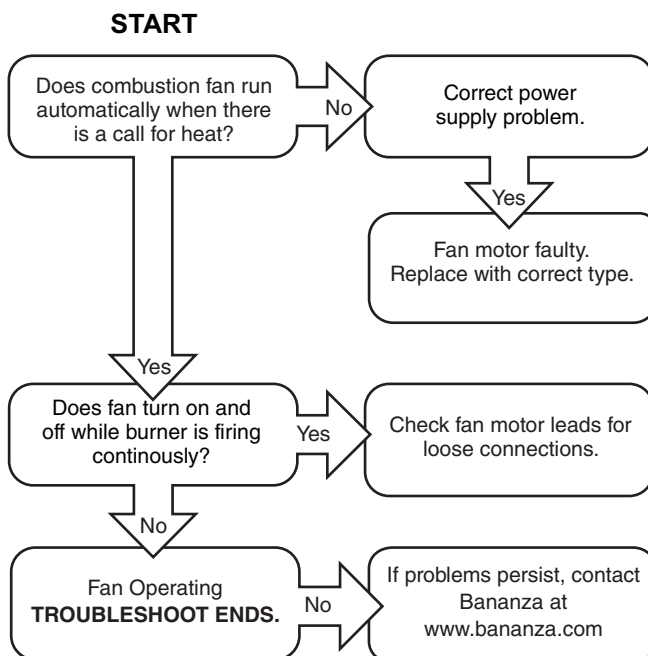 START
Does combustion fan run
automatically when there
is a call for heat?
No
Correct power
supply problem.
Yes
Fan motor faulty.
Replace with correct type.
Yes
Does fan turn on and
off while burner is firing
continously?
Yes
Check fan motor leads for
loose connections.
No
Fan Operating
TROUBLESHOOT ENDS.
No
If problems persist, contact
Bananza at
www.bananza.com